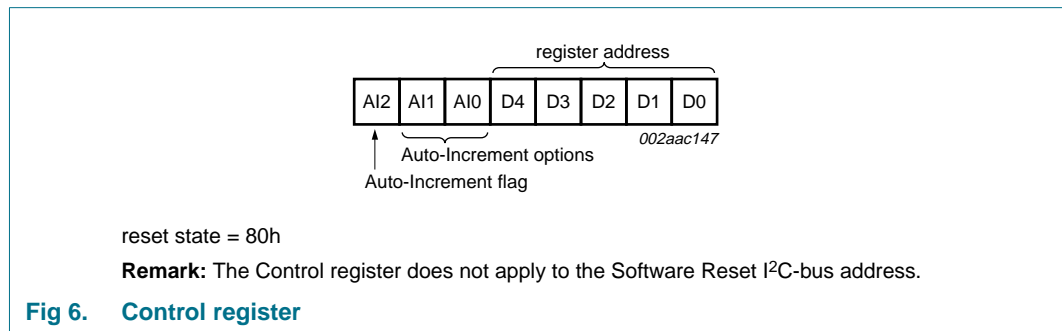 register address
AI2 AI1 AI0 D4 D3 D2 D1 D0
002aac147
Auto-Increment options
Auto-Increment flag
reset state = 80h
Remark: The Control register does not apply to the Software Reset I²C-bus address.
Fig 6. Control register